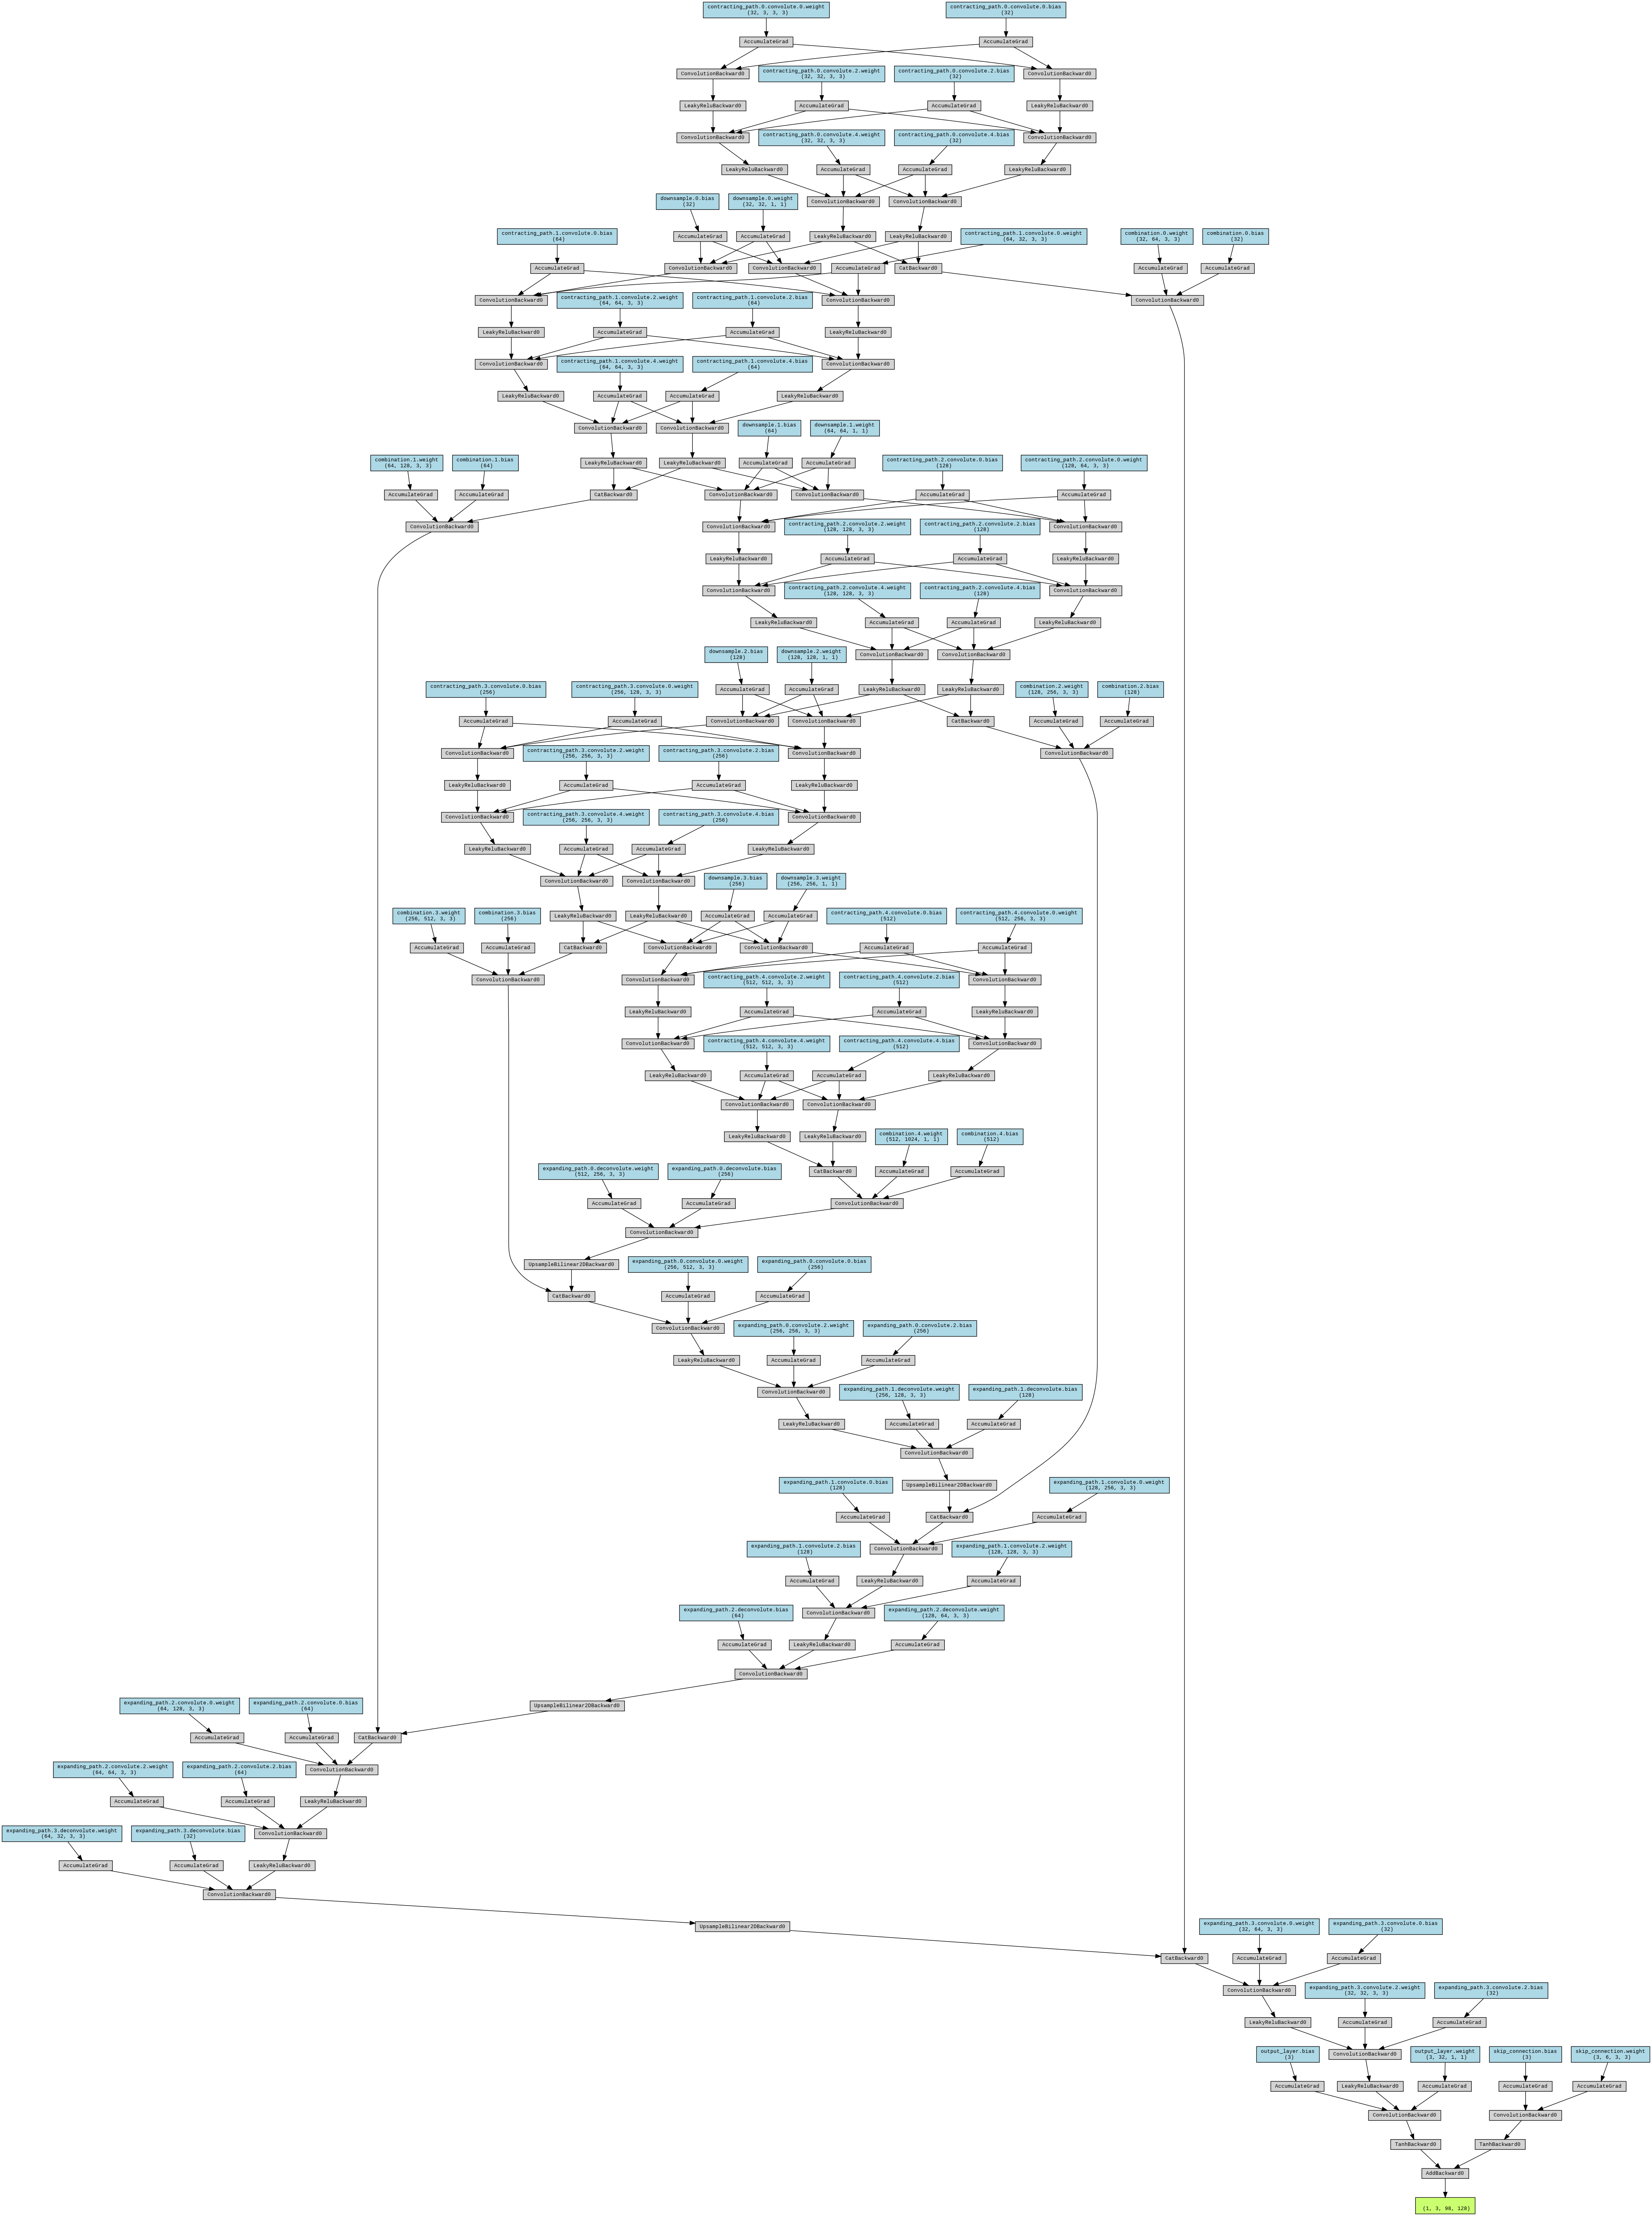 contracting_path.0.convolute.0.weight
(32, 3, 3, 3)
contracting_path.0.convolute.0.bias
(32)
AccumulateGrad
AccumulateGrad
ConvolutionBackward0
contracting_path.0.convolute.2.weight
(32, 32, 3, 3)
contracting_path.0.convolute.2.bias
(32)
ConvolutionBackward0
LeakyReluBackward0
AccumulateGrad
AccumulateGrad
LeakyReluBackward0
ConvolutionBackward0
contracting_path.0.convolute.4.weight
(32, 32, 3, 3)
contracting_path.0.convolute.4.bias
(32)
ConvolutionBackward0
LeakyReluBackward0
AccumulateGrad
AccumulateGrad
LeakyReluBackward0
downsample.0.bias
(32)
downsample.0.weight
(32, 32, 1, 1)
ConvolutionBackward0
ConvolutionBackward0
contracting_path.1.convolute.0.bias
(64)
AccumulateGrad
AccumulateGrad
LeakyReluBackward0
LeakyReluBackward0
contracting_path.1.convolute.0.weight
(64, 32, 3, 3)
combination.0.weight
(32, 64, 3, 3)
combination.0.bias
(32)
AccumulateGrad
ConvolutionBackward0
ConvolutionBackward0
AccumulateGrad
CatBackward0
AccumulateGrad
AccumulateGrad
ConvolutionBackward0
contracting_path.1.convolute.2.weight
(64, 64, 3, 3)
contracting_path.1.convolute.2.bias
(64)
ConvolutionBackward0
ConvolutionBackward0
LeakyReluBackward0
AccumulateGrad
AccumulateGrad
LeakyReluBackward0
ConvolutionBackward0
contracting_path.1.convolute.4.weight
(64, 64, 3, 3)
contracting_path.1.convolute.4.bias
(64)
ConvolutionBackward0
LeakyReluBackward0
AccumulateGrad
AccumulateGrad
LeakyReluBackward0
ConvolutionBackward0
ConvolutionBackward0
downsample.1.bias
(64)
downsample.1.weight
(64, 64, 1, 1)
combination.1.weight
(64, 128, 3, 3)
combination.1.bias
(64)
LeakyReluBackward0
LeakyReluBackward0
AccumulateGrad
AccumulateGrad
contracting_path.2.convolute.0.bias
(128)
contracting_path.2.convolute.0.weight
(128, 64, 3, 3)
AccumulateGrad
AccumulateGrad
CatBackward0
ConvolutionBackward0
ConvolutionBackward0
AccumulateGrad
AccumulateGrad
ConvolutionBackward0
ConvolutionBackward0
contracting_path.2.convolute.2.weight
(128, 128, 3, 3)
contracting_path.2.convolute.2.bias
(128)
ConvolutionBackward0
LeakyReluBackward0
AccumulateGrad
AccumulateGrad
LeakyReluBackward0
ConvolutionBackward0
contracting_path.2.convolute.4.weight
(128, 128, 3, 3)
contracting_path.2.convolute.4.bias
(128)
ConvolutionBackward0
LeakyReluBackward0
AccumulateGrad
AccumulateGrad
LeakyReluBackward0
downsample.2.bias
(128)
downsample.2.weight
(128, 128, 1, 1)
ConvolutionBackward0
ConvolutionBackward0
contracting_path.3.convolute.0.bias
(256)
contracting_path.3.convolute.0.weight
(256, 128, 3, 3)
AccumulateGrad
AccumulateGrad
LeakyReluBackward0
LeakyReluBackward0
combination.2.weight
(128, 256, 3, 3)
combination.2.bias
(128)
AccumulateGrad
AccumulateGrad
ConvolutionBackward0
ConvolutionBackward0
CatBackward0
AccumulateGrad
AccumulateGrad
ConvolutionBackward0
contracting_path.3.convolute.2.weight
(256, 256, 3, 3)
contracting_path.3.convolute.2.bias
(256)
ConvolutionBackward0
ConvolutionBackward0
LeakyReluBackward0
AccumulateGrad
AccumulateGrad
LeakyReluBackward0
ConvolutionBackward0
contracting_path.3.convolute.4.weight
(256, 256, 3, 3)
contracting_path.3.convolute.4.bias
(256)
ConvolutionBackward0
LeakyReluBackward0
AccumulateGrad
AccumulateGrad
LeakyReluBackward0
ConvolutionBackward0
ConvolutionBackward0
downsample.3.bias
(256)
downsample.3.weight
(256, 256, 1, 1)
combination.3.weight
(256, 512, 3, 3)
combination.3.bias
(256)
LeakyReluBackward0
LeakyReluBackward0
AccumulateGrad
AccumulateGrad
contracting_path.4.convolute.0.bias
(512)
contracting_path.4.convolute.0.weight
(512, 256, 3, 3)
AccumulateGrad
AccumulateGrad
CatBackward0
ConvolutionBackward0
ConvolutionBackward0
AccumulateGrad
AccumulateGrad
ConvolutionBackward0
ConvolutionBackward0
contracting_path.4.convolute.2.weight
(512, 512, 3, 3)
contracting_path.4.convolute.2.bias
(512)
ConvolutionBackward0
LeakyReluBackward0
AccumulateGrad
AccumulateGrad
LeakyReluBackward0
ConvolutionBackward0
contracting_path.4.convolute.4.weight
(512, 512, 3, 3)
contracting_path.4.convolute.4.bias
(512)
ConvolutionBackward0
LeakyReluBackward0
AccumulateGrad
AccumulateGrad
LeakyReluBackward0
ConvolutionBackward0
ConvolutionBackward0
LeakyReluBackward0
LeakyReluBackward0
combination.4.weight
(512, 1024, 1, 1)
combination.4.bias
(512)
expanding_path.0.deconvolute.weight
(512, 256, 3, 3)
expanding_path.0.deconvolute.bias
(256)
CatBackward0
AccumulateGrad
AccumulateGrad
AccumulateGrad
AccumulateGrad
ConvolutionBackward0
ConvolutionBackward0
UpsampleBilinear2DBackward0
expanding_path.0.convolute.0.weight
(256, 512, 3, 3)
expanding_path.0.convolute.0.bias
(256)
CatBackward0
AccumulateGrad
AccumulateGrad
ConvolutionBackward0
expanding_path.0.convolute.2.weight
(256, 256, 3, 3)
expanding_path.0.convolute.2.bias
(256)
LeakyReluBackward0
AccumulateGrad
AccumulateGrad
ConvolutionBackward0
expanding_path.1.deconvolute.weight
(256, 128, 3, 3)
expanding_path.1.deconvolute.bias
(128)
LeakyReluBackward0
AccumulateGrad
AccumulateGrad
ConvolutionBackward0
expanding_path.1.convolute.0.bias
(128)
UpsampleBilinear2DBackward0
expanding_path.1.convolute.0.weight
(128, 256, 3, 3)
AccumulateGrad
CatBackward0
AccumulateGrad
expanding_path.1.convolute.2.bias
(128)
ConvolutionBackward0
expanding_path.1.convolute.2.weight
(128, 128, 3, 3)
AccumulateGrad
LeakyReluBackward0
AccumulateGrad
expanding_path.2.deconvolute.bias
(64)
ConvolutionBackward0
expanding_path.2.deconvolute.weight
(128, 64, 3, 3)
AccumulateGrad
LeakyReluBackward0
AccumulateGrad
ConvolutionBackward0
expanding_path.2.convolute.0.weight
(64, 128, 3, 3)
expanding_path.2.convolute.0.bias
(64)
UpsampleBilinear2DBackward0
AccumulateGrad
AccumulateGrad
CatBackward0
expanding_path.2.convolute.2.weight
(64, 64, 3, 3)
expanding_path.2.convolute.2.bias
(64)
ConvolutionBackward0
AccumulateGrad
AccumulateGrad
LeakyReluBackward0
expanding_path.3.deconvolute.weight
(64, 32, 3, 3)
expanding_path.3.deconvolute.bias
(32)
ConvolutionBackward0
AccumulateGrad
AccumulateGrad
LeakyReluBackward0
ConvolutionBackward0
UpsampleBilinear2DBackward0
expanding_path.3.convolute.0.weight
(32, 64, 3, 3)
expanding_path.3.convolute.0.bias
(32)
CatBackward0
AccumulateGrad
AccumulateGrad
ConvolutionBackward0
expanding_path.3.convolute.2.weight
(32, 32, 3, 3)
expanding_path.3.convolute.2.bias
(32)
LeakyReluBackward0
AccumulateGrad
AccumulateGrad
output_layer.bias
(3)
ConvolutionBackward0
output_layer.weight
(3, 32, 1, 1)
skip_connection.bias
(3)
skip_connection.weight
(3, 6, 3, 3)
AccumulateGrad
LeakyReluBackward0
AccumulateGrad
AccumulateGrad
AccumulateGrad
ConvolutionBackward0
ConvolutionBackward0
TanhBackward0
TanhBackward0
AddBackward0
(1, 3, 98, 128)